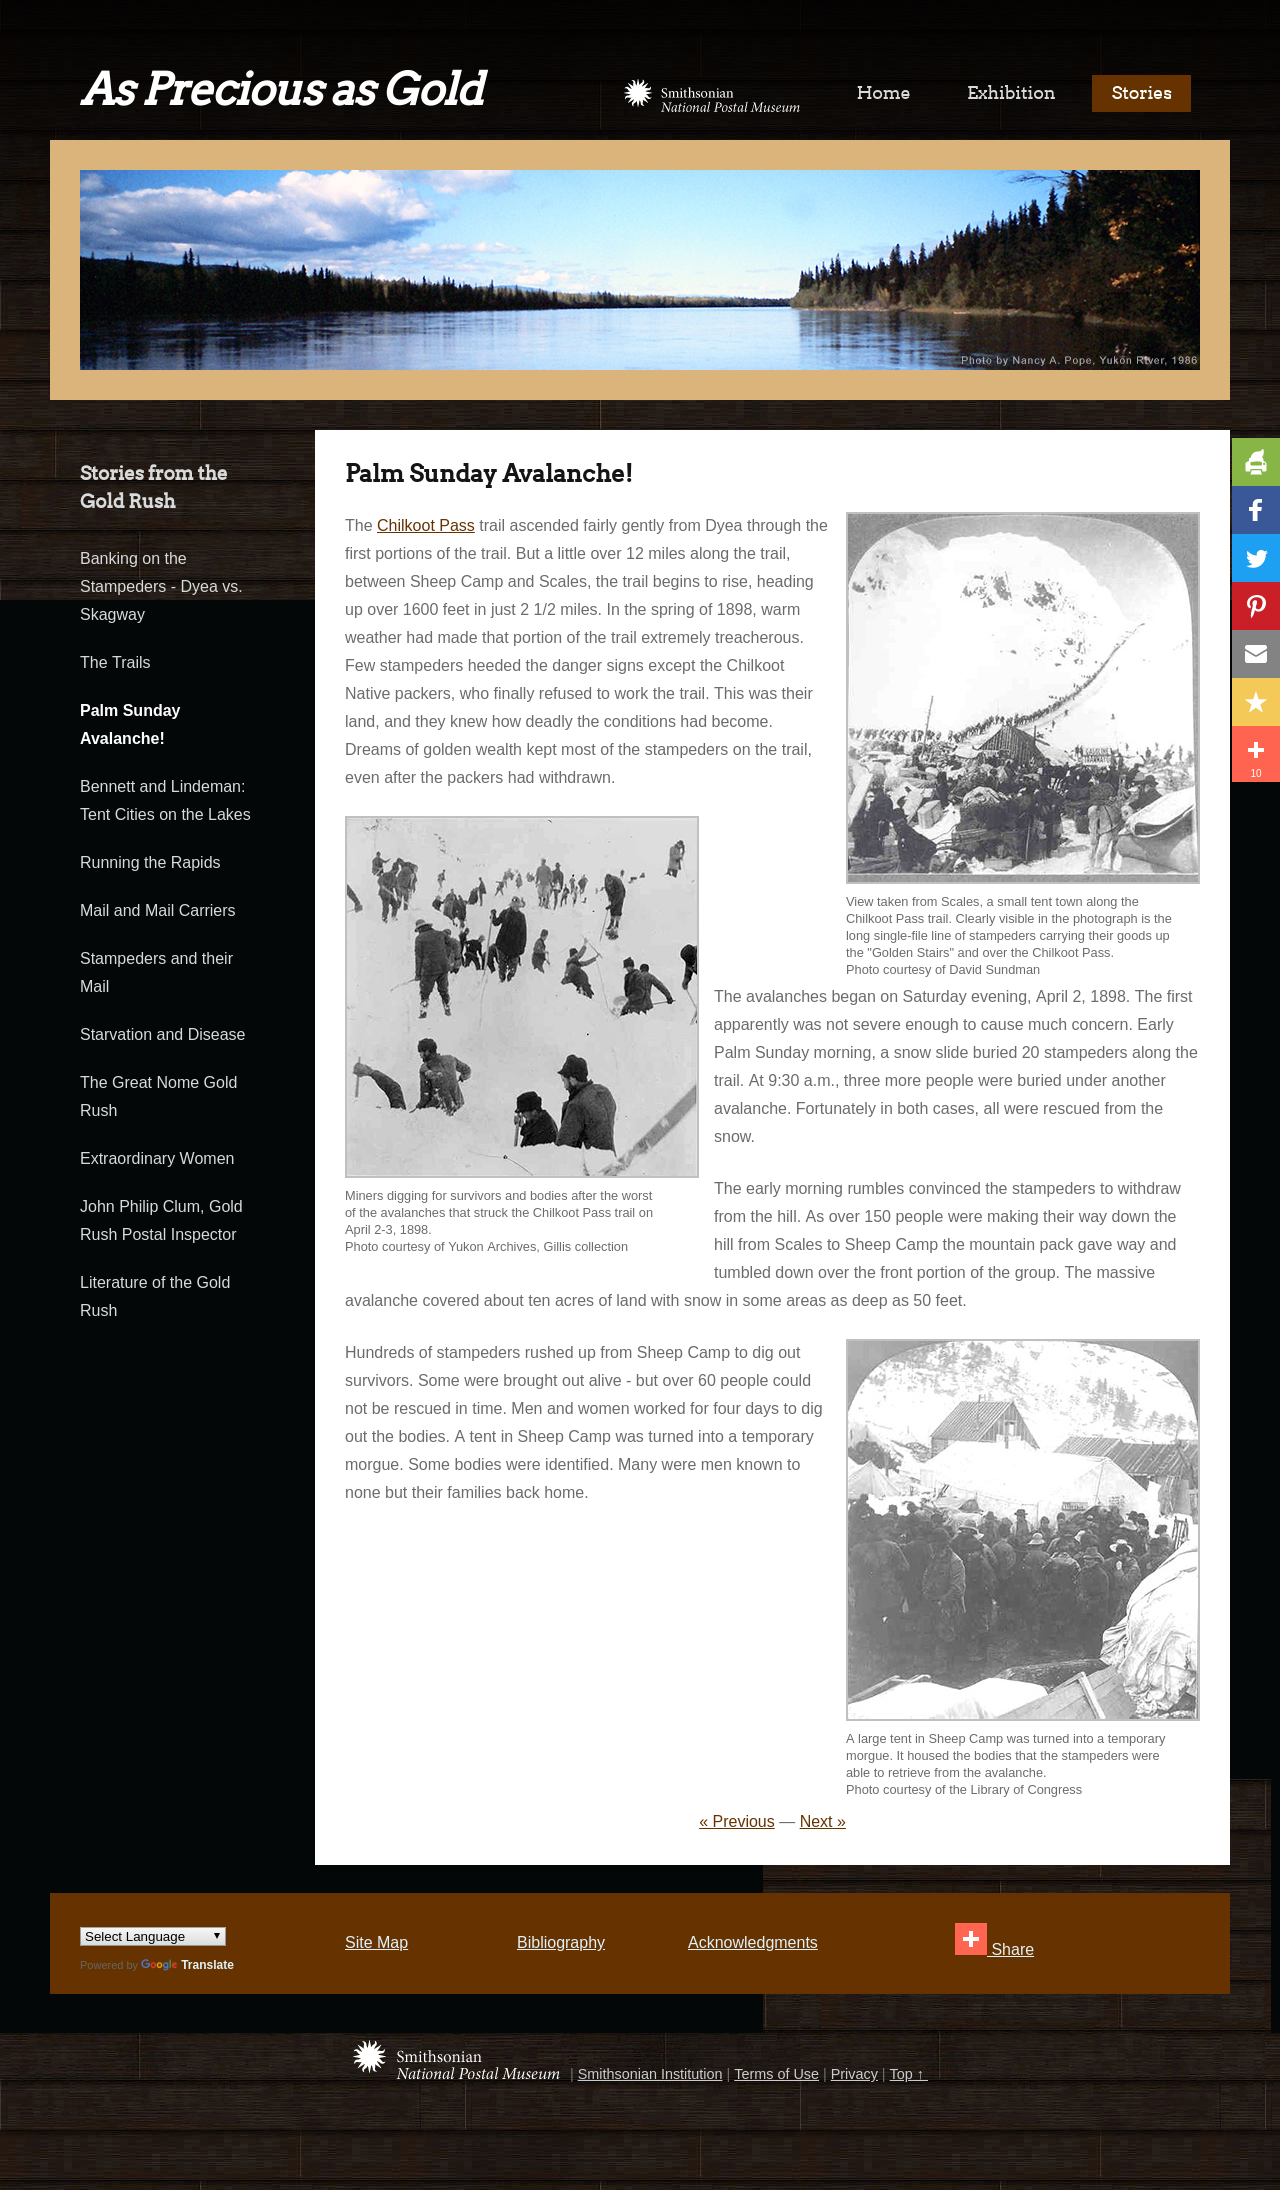 As Precious as Gold
Smithsonian
National Postal Museum
Home
Exhibition
Stories
Photo by Nancy A. Pope, Yukon River, 1986
Stories from the
Gold Rush
Banking on the
Stampeders - Dyea vs.
Skagway
The Trails
Palm Sunday
Avalanche!
Bennett and Lindeman:
Tent Cities on the Lakes
Running the Rapids
Mail and Mail Carriers
Stampeders and their
Mail
Starvation and Disease
The Great Nome Gold
Rush
Extraordinary Women
John Philip Clum, Gold
Rush Postal Inspector
Literature of the Gold
Rush
Palm Sunday Avalanche!
The Chilkoot Pass trail ascended fairly gently from Dyea through the
first portions of the trail. But a little over 12 miles along the trail,
between Sheep Camp and Scales, the trail begins to rise, heading
up over 1600 feet in just 2 1/2 miles. In the spring of 1898, warm
weather had made that portion of the trail extremely treacherous.
Few stampeders heeded the danger signs except the Chilkoot
Native packers, who finally refused to work the trail. This was their
land, and they knew how deadly the conditions had become.
Dreams of golden wealth kept most of the stampeders on the trail,
even after the packers had withdrawn.
View taken from Scales, a small tent town along the
Chilkoot Pass trail. Clearly visible in the photograph is the
long single-file line of stampeders carrying their goods up
the "Golden Stairs" and over the Chilkoot Pass.
Photo courtesy of David Sundman
Miners digging for survivors and bodies after the worst
of the avalanches that struck the Chilkoot Pass trail on
April 2-3, 1898.
Photo courtesy of Yukon Archives, Gillis collection
The avalanches began on Saturday evening, April 2, 1898. The first
apparently was not severe enough to cause much concern. Early
Palm Sunday morning, a snow slide buried 20 stampeders along the
trail. At 9:30 a.m., three more people were buried under another
avalanche. Fortunately in both cases, all were rescued from the
snow.
The early morning rumbles convinced the stampeders to withdraw
from the hill. As over 150 people were making their way down the
hill from Scales to Sheep Camp the mountain pack gave way and
tumbled down over the front portion of the group. The massive
avalanche covered about ten acres of land with snow in some areas as deep as 50 feet.
Hundreds of stampeders rushed up from Sheep Camp to dig out
survivors. Some were brought out alive - but over 60 people could
not be rescued in time. Men and women worked for four days to dig
out the bodies. A tent in Sheep Camp was turned into a temporary
morgue. Some bodies were identified. Many were men known to
none but their families back home.
A large tent in Sheep Camp was turned into a temporary
morgue. It housed the bodies that the stampeders were
able to retrieve from the avalanche.
Photo courtesy of the Library of Congress
« Previous — Next »
10
Select Language
Powered by Google Translate
Site Map
Bibliography
Acknowledgments
Share
Smithsonian
National Postal Museum
| Smithsonian Institution | Terms of Use | Privacy | Top ↑